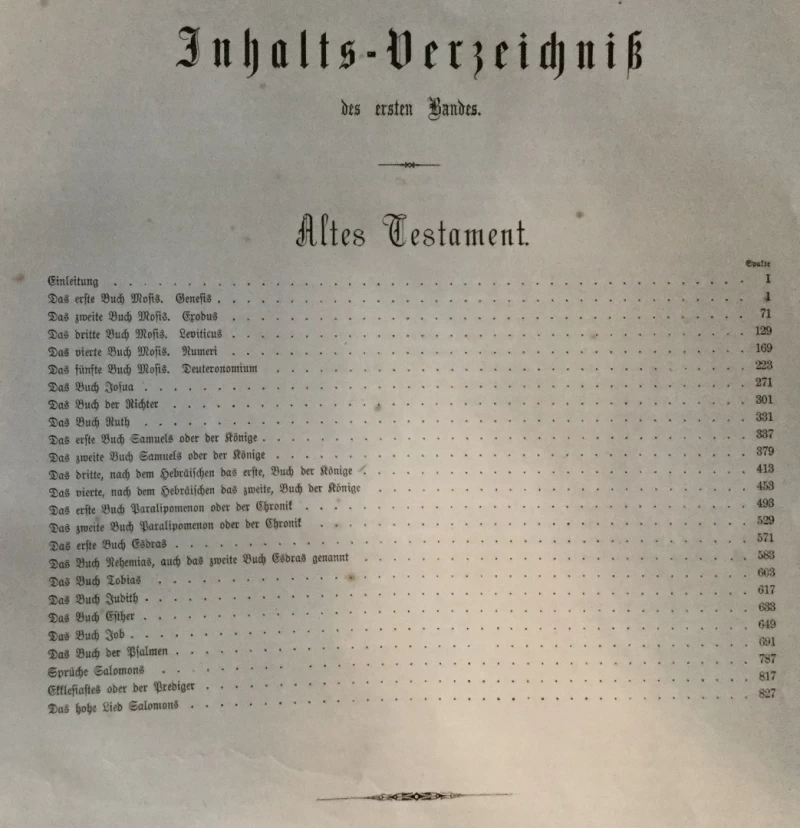 Inhalts-Verzeichniß
des ersten Bandes.
Altes Testament.
Spalte
Einleitung . . . . . . . . . . 1
Das erste Buch Mosis. Genesis . . . . . . . . . . 4
Das zweite Buch Mosis. Exodus . . . . . . . . . . 71
Das dritte Buch Mosis. Leviticus . . . . . . . . . . 129
Das vierte Buch Mosis. Numeri . . . . . . . . . . 169
Das fünfte Buch Mosis. Deuteronomium . . . . . . . . . . 223
Das Buch Josua . . . . . . . . . . 271
Das Buch der Richter . . . . . . . . . . 301
Das Buch Ruth . . . . . . . . . . 331
Das erste Buch Samuels oder der Könige . . . . . . . . . . 337
Das zweite Buch Samuels oder der Könige . . . . . . . . . . 379
Das dritte, nach dem Hebräischen das erste, Buch der Könige . . . . . . . . . . 413
Das vierte, nach dem Hebräischen das zweite, Buch der Könige . . . . . . . . . . 453
Das erste Buch Paralipomenon oder der Chronik . . . . . . . . . . 493
Das zweite Buch Paralipomenon oder der Chronik . . . . . . . . . . 529
Das erste Buch Esdras . . . . . . . . . . 571
Das Buch Nehemias, auch das zweite Buch Esdras genannt . . . . . . . . . . 583
Das Buch Tobias . . . . . . . . . . 603
Das Buch Judith . . . . . . . . . . 617
Das Buch Esther . . . . . . . . . . 633
Das Buch Job . . . . . . . . . . 649
Das Buch der Psalmen . . . . . . . . . . 691
Sprüche Salomons . . . . . . . . . . 787
Ekklesiastes oder der Prediger . . . . . . . . . . 817
Das hohe Lied Salomons . . . . . . . . . . 827